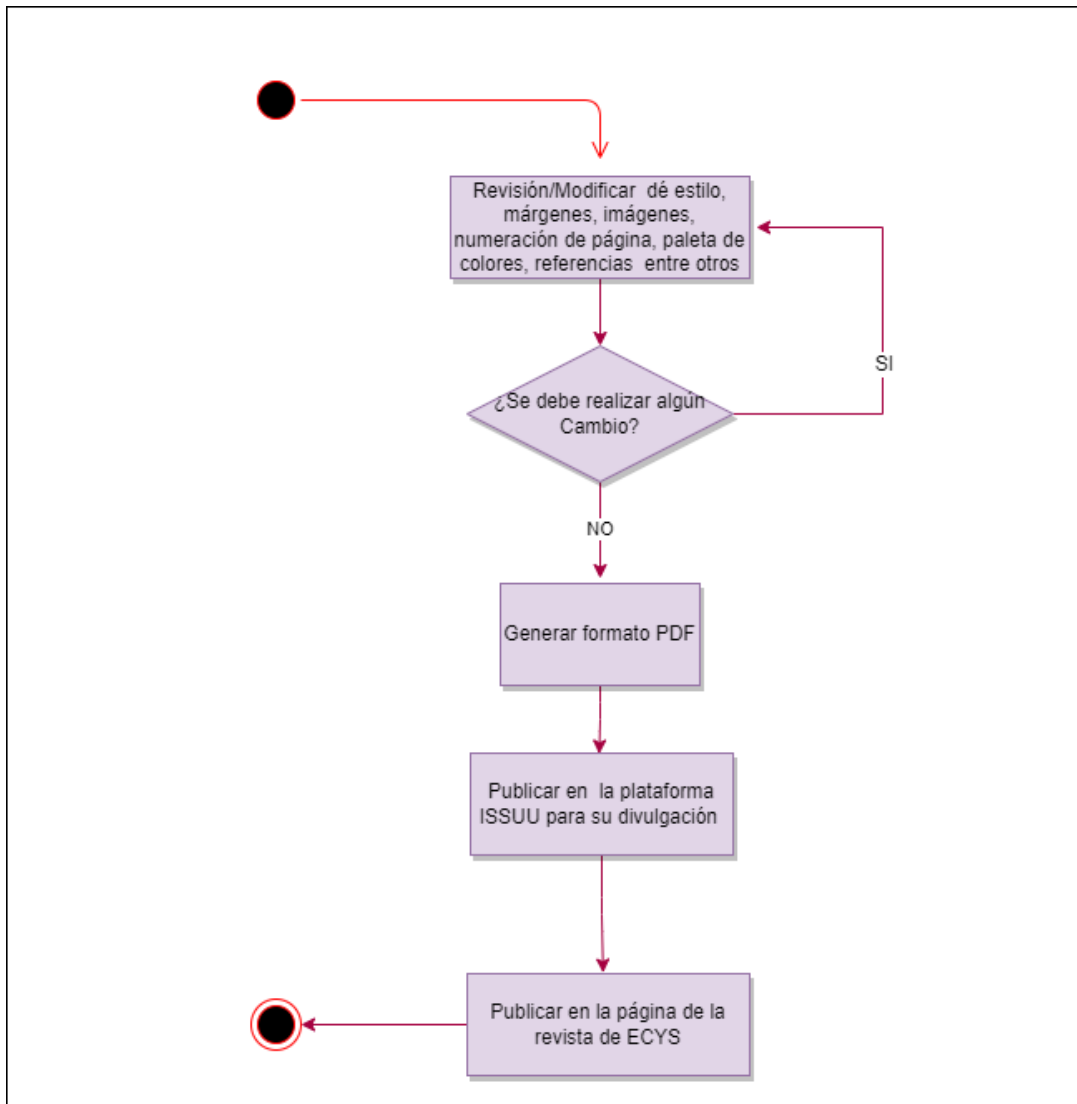 Revisión/Modificar dé estilo,
márgenes, imágenes,
numeración de página, paleta de
colores, referencias entre otros
SI
¿Se debe realizar algún
Cambio?
NO
Generar formato PDF
Publicar en la plataforma
ISSUU para su divulgación
Publicar en la página de la
revista de ECYS